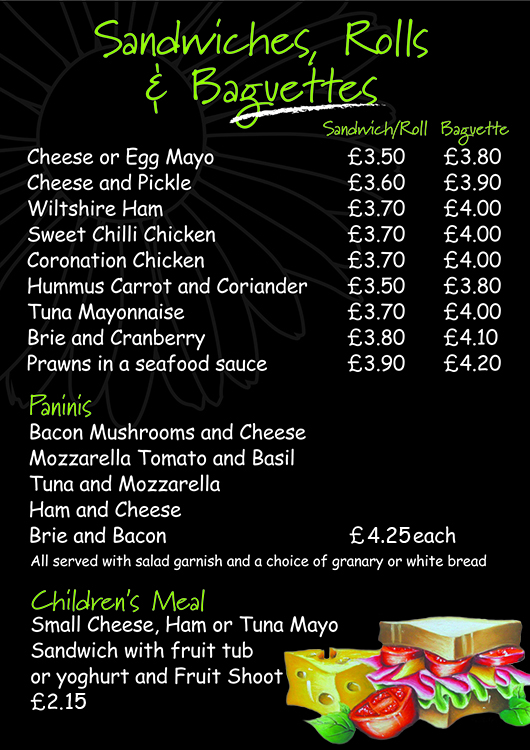 Sandwiches, Rolls
& Baguettes
Sandwich/Roll Baguette
Cheese or Egg Mayo £3.50 £3.80
Cheese and Pickle £3.60 £3.90
Wiltshire Ham £3.70 £4.00
Sweet Chilli Chicken £3.70 £4.00
Coronation Chicken £3.70 £4.00
Hummus Carrot and Coriander £3.50 £3.80
Tuna Mayonnaise £3.70 £4.00
Brie and Cranberry £3.80 £4.10
Prawns in a seafood sauce £3.90 £4.20
Paninis
Bacon Mushrooms and Cheese
Mozzarella Tomato and Basil
Tuna and Mozzarella
Ham and Cheese
Brie and Bacon £4.25each
All served with salad garnish and a choice of granary or white bread
Children's Meal
Small Cheese, Ham or Tuna Mayo
Sandwich with fruit tub
or yoghurt and Fruit Shoot
£2.15